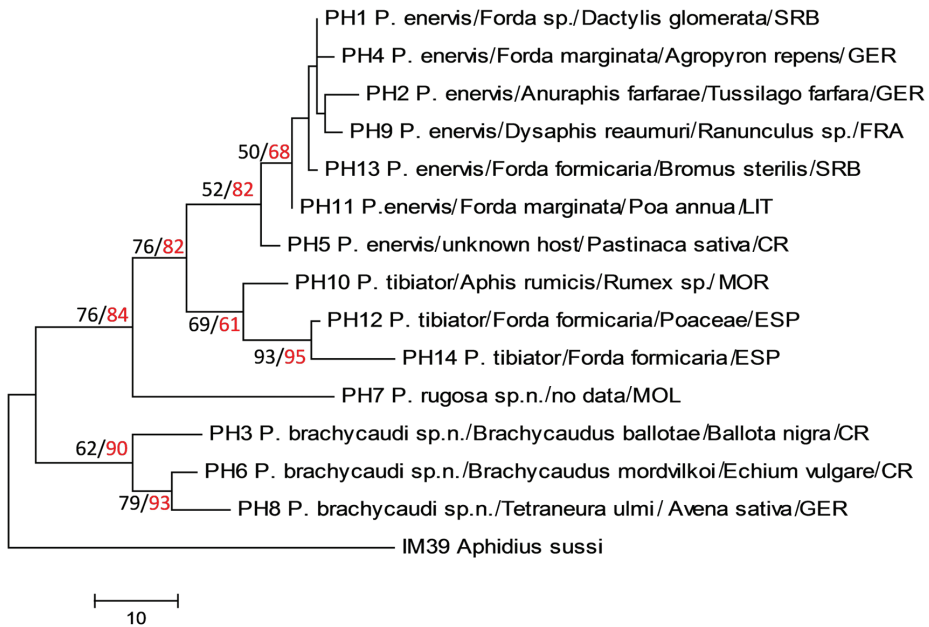 PH1 P. enervis/Forda sp./Dactylis glomerata/SRB
PH4 P. enervis/Forda marginata/Agropyron repens/GER
PH2 P. enervis/Anuraphis farfarae/Tussilago farfara/GER
PH9 P. enervis/Dysaphis reaumuri/Ranunculus sp./FRA
50/68
PH13 P. enervis/Forda formicaria/Bromus sterilis/SRB
52/82
PH11 P.enervis/Forda marginata/Poa annua/LIT
76/82
PH5 P. enervis/unknown host/Pastinaca sativa/CR
PH10 P. tibiator/Aphis rumicis/Rumex sp./MOR
76/84
69/61
PH12 P. tibiator/Forda formicaria/Poaceae/ESP
93/95
PH14 P. tibiator/Forda formicaria/ESP
PH7 P. rugosa sp.n./no data/MOL
PH3 P. brachycaudi sp.n./Brachycaudus ballotae/Ballota nigra/CR
62/90
PH6 P. brachycaudi sp.n./Brachycaudus mordvilkoi/Echium vulgare/CR
79/93
PH8 P. brachycaudi sp.n./Tetraneura ulmi/ Avena sativa/GER
IM39 Aphidius sussi
10